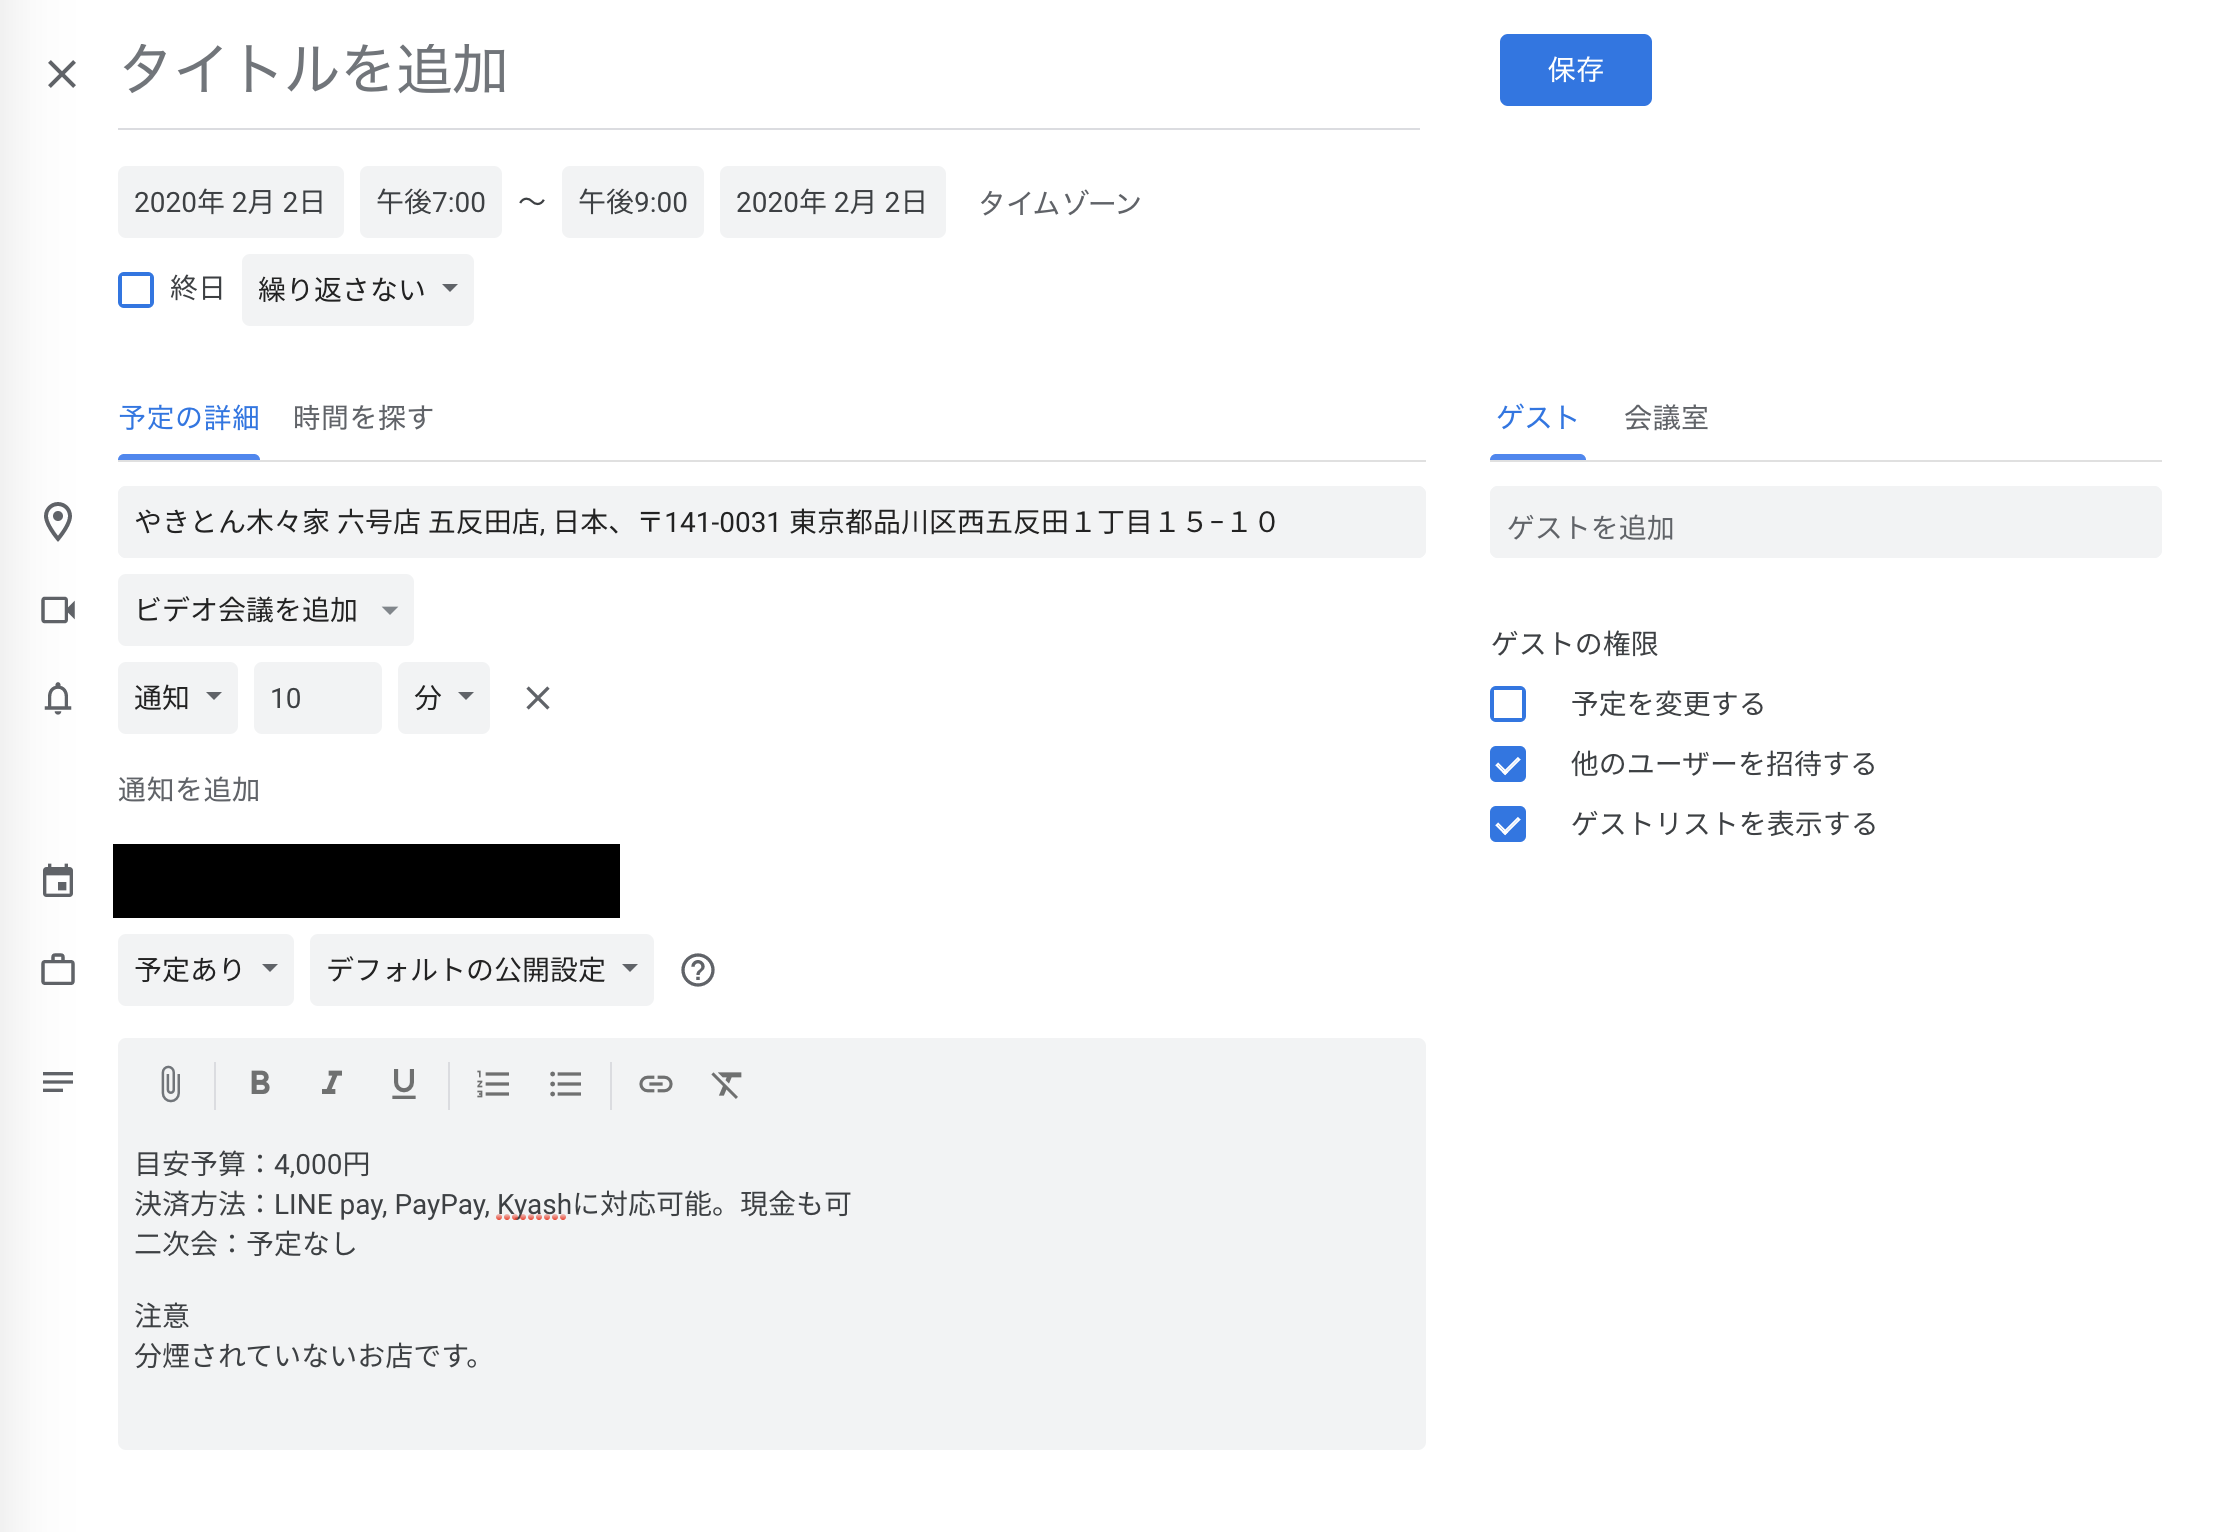 タイトルを追加
保存
2020年 2月 2日 午後7:00 〜 午後9:00 2020年 2月 2日 タイムゾーン
終日 繰り返さない
予定の詳細 時間を探す
ゲスト 会議室
やきとん木々家 六号店 五反田店, 日本、〒141-0031 東京都品川区西五反田１丁目１５−１０
ゲストを追加
ビデオ会議を追加
ゲストの権限
通知 10 分
予定を変更する
他のユーザーを招待する
通知を追加
ゲストリストを表示する
予定あり デフォルトの公開設定
B I U
目安予算：4,000円
決済方法：LINE pay, PayPay, Kyashに対応可能。現金も可
二次会：予定なし
注意
分煙されていないお店です。